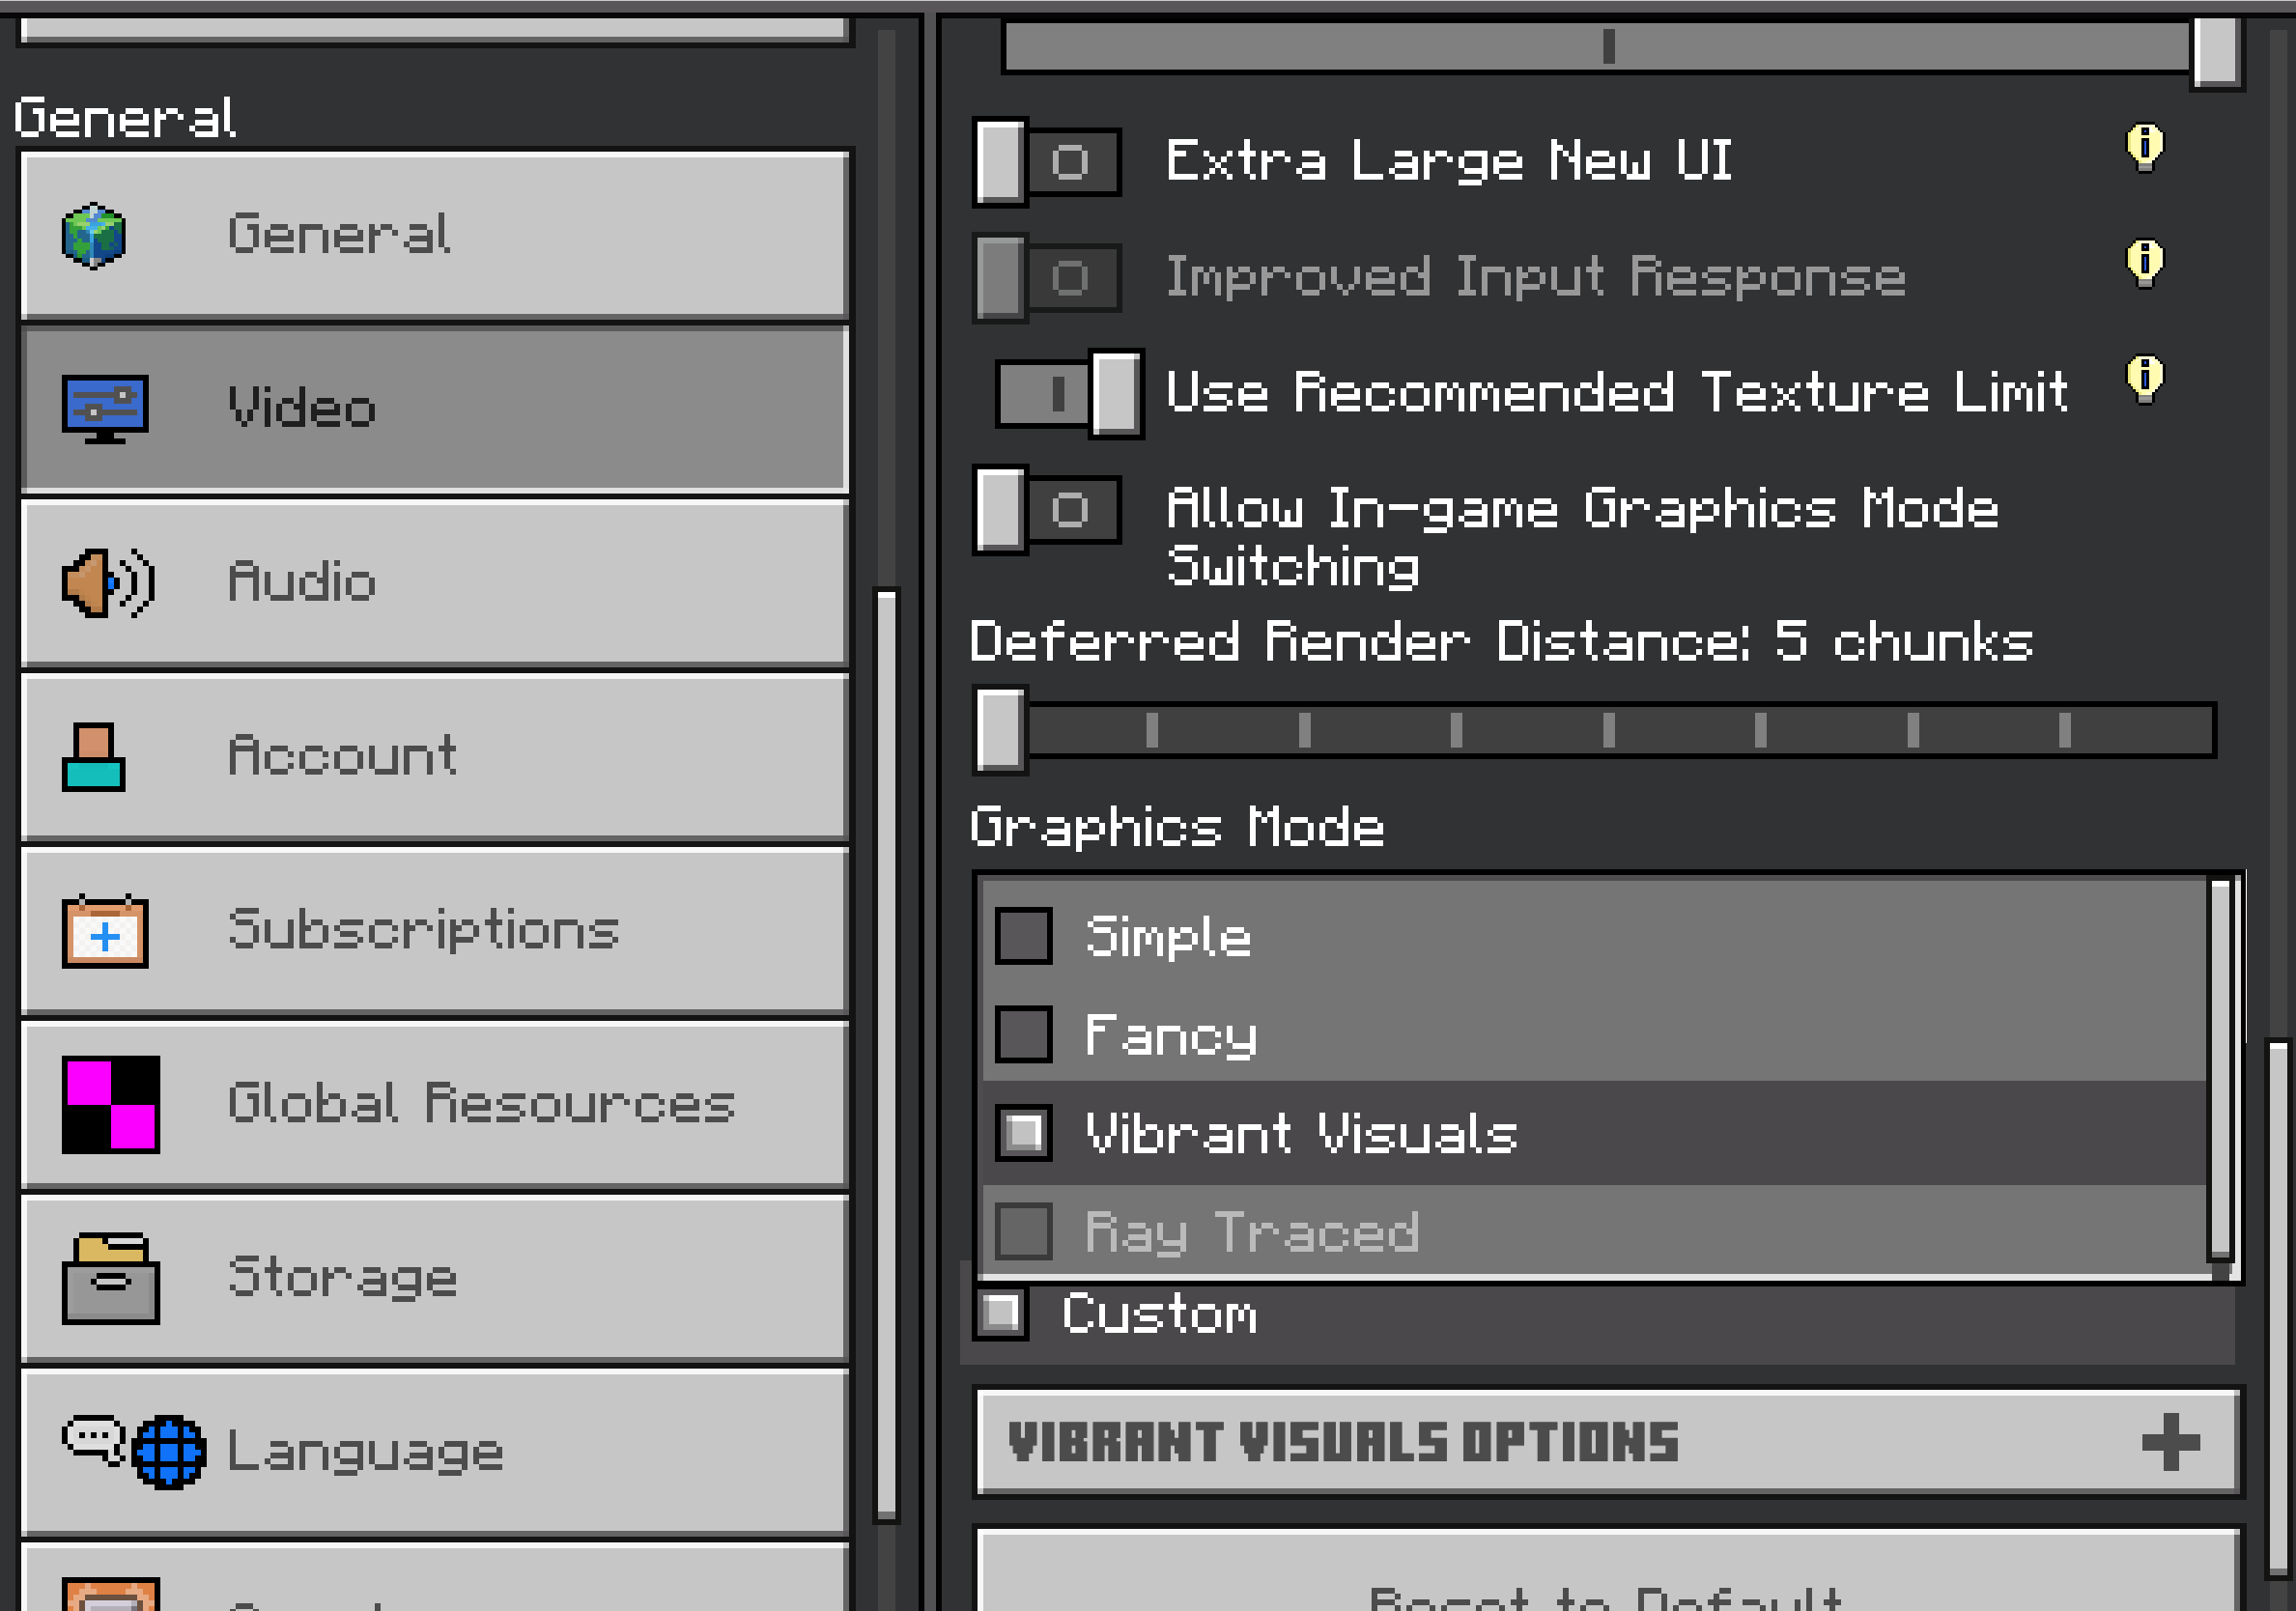 General
General
Video
Audio
Account
Subscriptions
Global Resources
Storage
Language
Extra Large New UI
Improved Input Response
Use Recommended Texture Limit
Allow In-game Graphics Mode
Switching
Deferred Render Distance: 5 chunks
Graphics Mode
Simple
Fancy
Vibrant Visuals
Ray Traced
Custom
VIBRANT VISUALS OPTIONS
Reset to Default